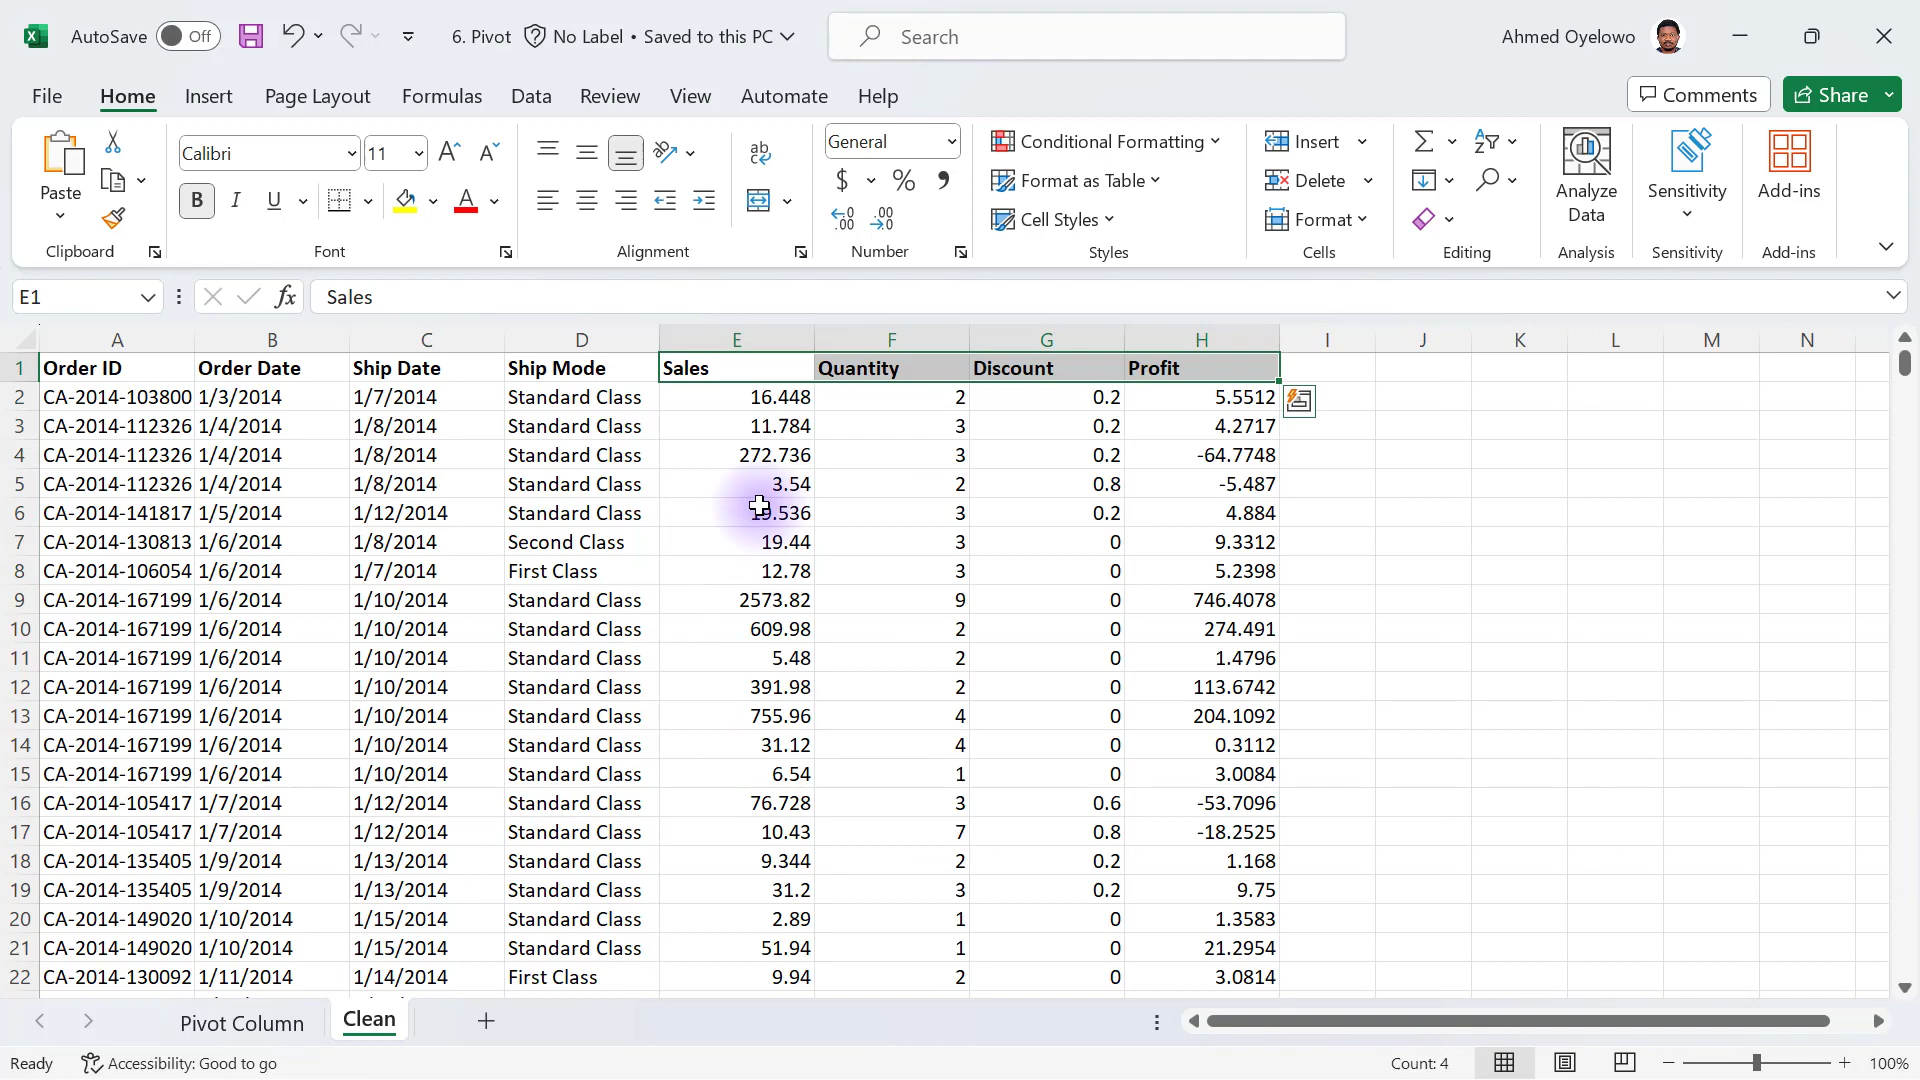 AutoSave Off 6. Pivot No Label • Saved to this PC Search Ahmed Oyelowo
File Home Insert Page Layout Formulas Data Review View Automate Help Comments Share
Paste Calibri 11 General Conditional Formatting Format as Table Cell Styles Insert Delete Format Analyze Data Sensitivity Add-ins
B I U ab c $ % .00 .00
Clipboard Font Alignment Number Styles Cells Editing Analysis Sensitivity Add-ins
E1 fx Sales
A B C D E F G H I J K L M N
1 Order ID Order Date Ship Date Ship Mode Sales Quantity Discount Profit
2 CA-2014-103800 1/3/2014 1/7/2014 Standard Class 16.448 2 0.2 5.5512
3 CA-2014-112326 1/4/2014 1/8/2014 Standard Class 11.784 3 0.2 4.2717
4 CA-2014-112326 1/4/2014 1/8/2014 Standard Class 272.736 3 0.2 -64.7748
5 CA-2014-112326 1/4/2014 1/8/2014 Standard Class 3.54 2 0.8 -5.487
6 CA-2014-141817 1/5/2014 1/12/2014 Standard Class 19.536 3 0.2 4.884
7 CA-2014-130813 1/6/2014 1/8/2014 Second Class 19.44 3 0 9.3312
8 CA-2014-106054 1/6/2014 1/7/2014 First Class 12.78 3 0 5.2398
9 CA-2014-167199 1/6/2014 1/10/2014 Standard Class 2573.82 9 0 746.4078
10 CA-2014-167199 1/6/2014 1/10/2014 Standard Class 609.98 2 0 274.491
11 CA-2014-167199 1/6/2014 1/10/2014 Standard Class 5.48 2 0 1.4796
12 CA-2014-167199 1/6/2014 1/10/2014 Standard Class 391.98 2 0 113.6742
13 CA-2014-167199 1/6/2014 1/10/2014 Standard Class 755.96 4 0 204.1092
14 CA-2014-167199 1/6/2014 1/10/2014 Standard Class 31.12 4 0 0.3112
15 CA-2014-167199 1/6/2014 1/10/2014 Standard Class 6.54 1 0 3.0084
16 CA-2014-105417 1/7/2014 1/12/2014 Standard Class 76.728 3 0.6 -53.7096
17 CA-2014-105417 1/7/2014 1/12/2014 Standard Class 10.43 7 0.8 -18.2525
18 CA-2014-135405 1/9/2014 1/13/2014 Standard Class 9.344 2 0.2 1.168
19 CA-2014-135405 1/9/2014 1/13/2014 Standard Class 31.2 3 0.2 9.75
20 CA-2014-149020 1/10/2014 1/15/2014 Standard Class 2.89 1 0 1.3583
21 CA-2014-149020 1/10/2014 1/15/2014 Standard Class 51.94 1 0 21.2954
22 CA-2014-130092 1/11/2014 1/14/2014 First Class 9.94 2 0 3.0814
Pivot Column Clean
Ready Accessibility: Good to go Count: 4 100%